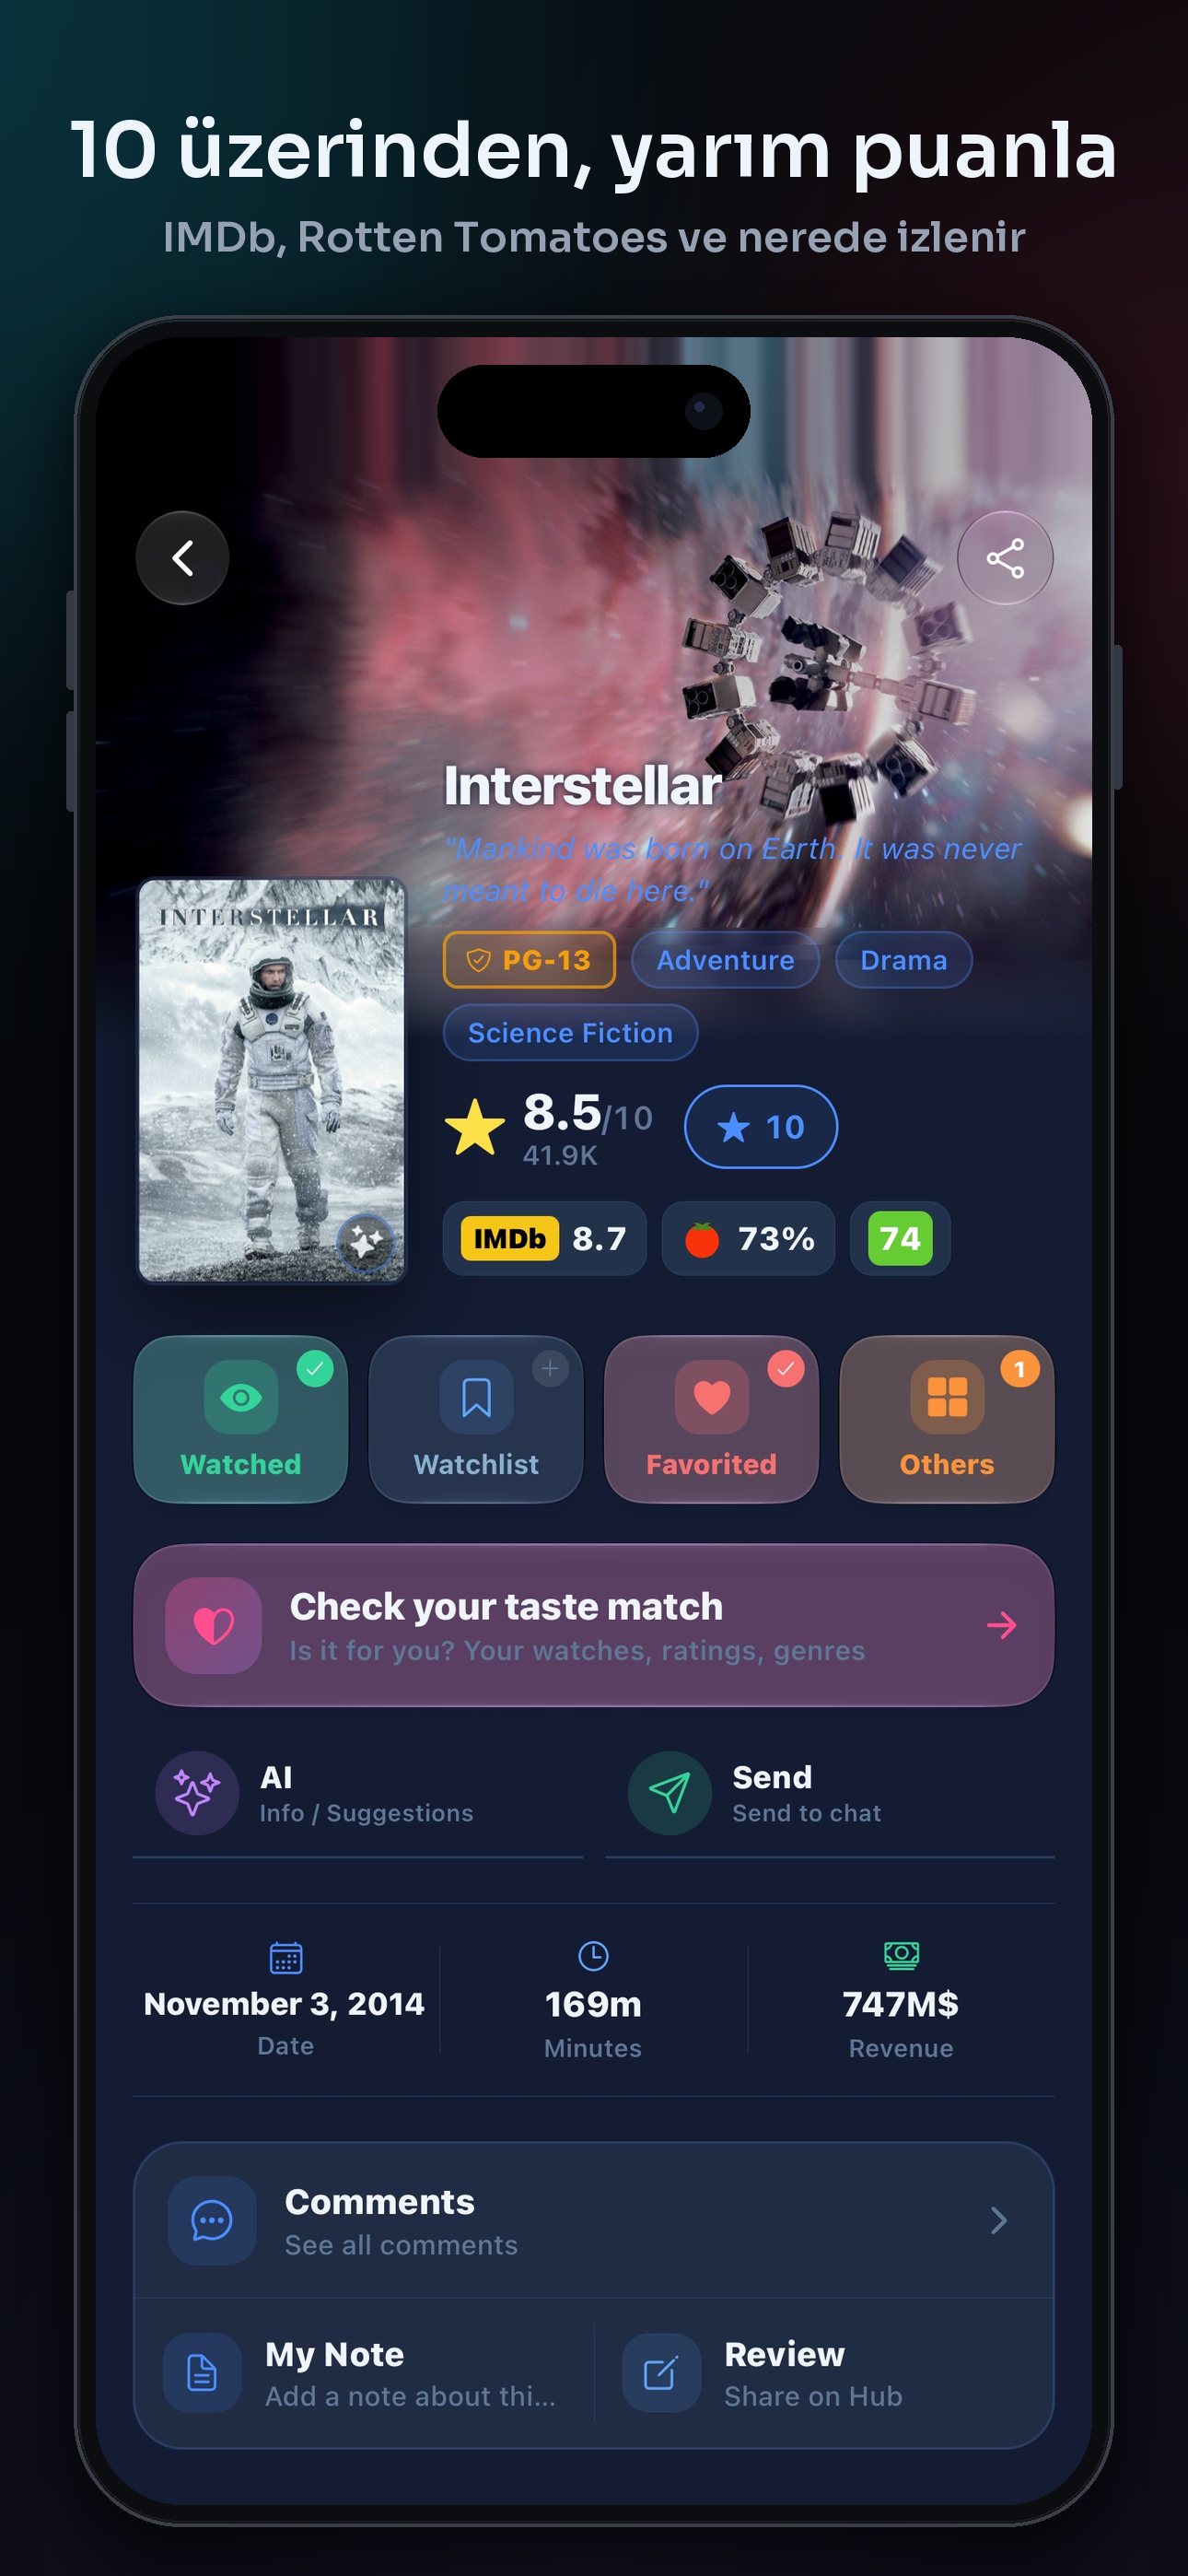 10 üzerinden, yarım puanla
IMDb, Rotten Tomatoes ve nerede izlenir
Interstellar
"Mankind was born on Earth. It was never
meant to die here."
INTERSTELLAR
PG-13
Adventure
Drama
Science Fiction
8.5/10
41.9K
10
IMDb 8.7
73%
74
Watched
Watchlist
Favorited
1
Others
Check your taste match
Is it for you? Your watches, ratings, genres
AI
Info / Suggestions
Send
Send to chat
November 3, 2014
Date
169m
Minutes
747M$
Revenue
Comments
See all comments
My Note
Add a note about thi...
Review
Share on Hub